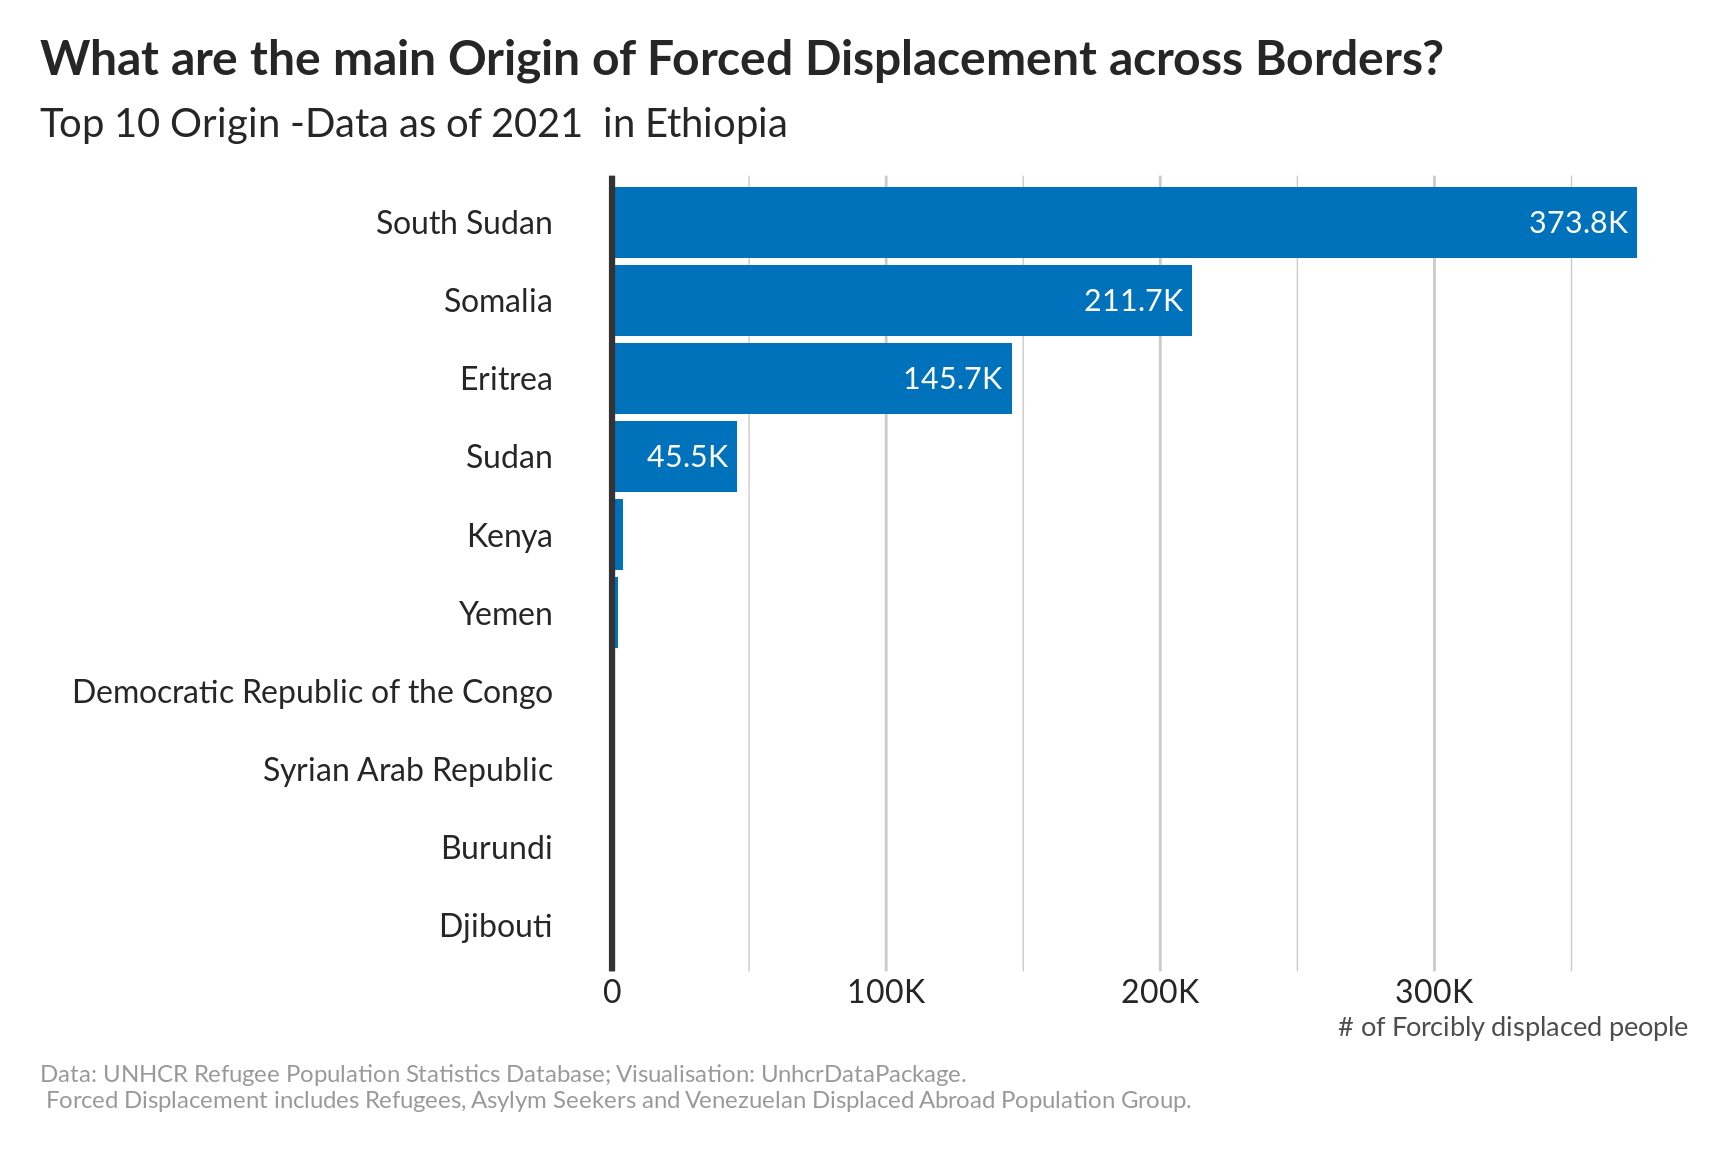 What are the main Origin of Forced Displacement across Borders?
Top 10 Origin -Data as of 2021  in Ethiopia
South Sudan
373.8K
Somalia
211.7K
Eritrea
145.7K
Sudan
45.5K
Kenya
Yemen
Democratic Republic of the Congo
Syrian Arab Republic
Burundi
Djibouti
0 100K 200K 300K
# of Forcibly displaced people
Data: UNHCR Refugee Population Statistics Database; Visualisation: UnhcrDataPackage.
Forced Displacement includes Refugees, Asylym Seekers and Venezuelan Displaced Abroad Population Group.